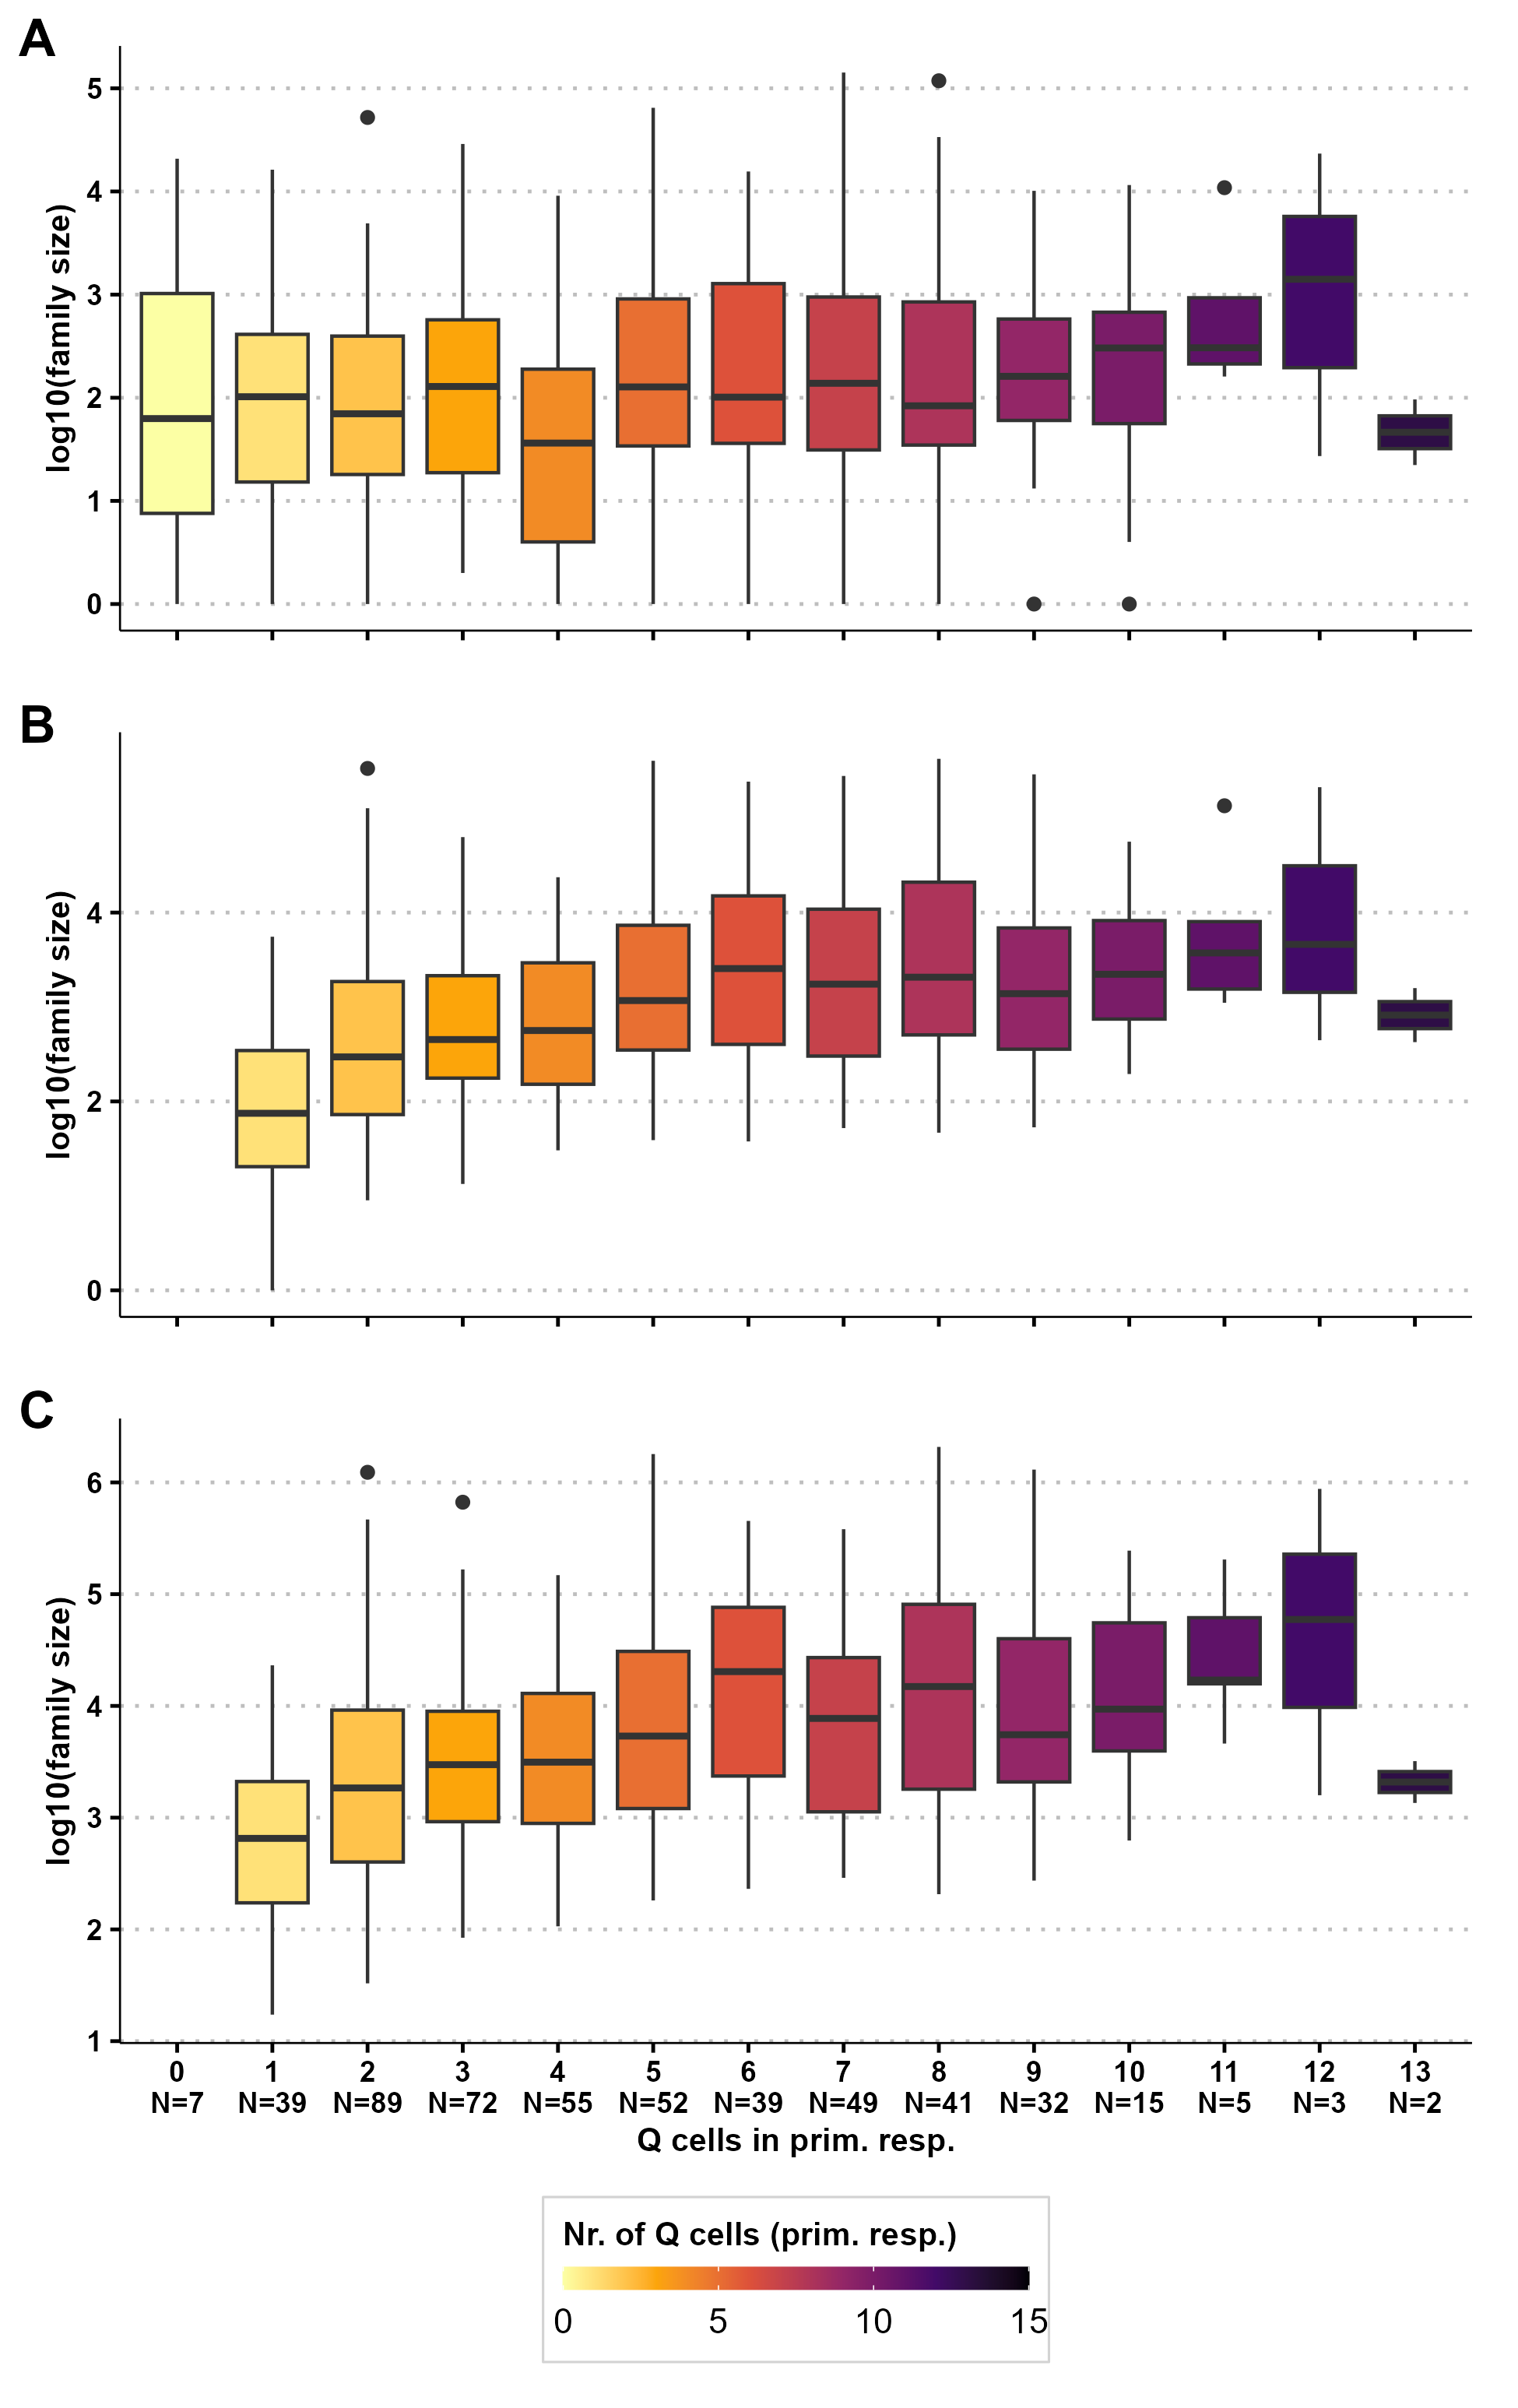 A
5
4
3
2
1
0
log10(family size)
B
4
2
0
log10(family size)
C
6
5
4
3
2
1
log10(family size)
0 1 2 3 4 5 6 7 8 9 10 11 12 13
N=7 N=39 N=89 N=72 N=55 N=52 N=39 N=49 N=41 N=32 N=15 N=5 N=3 N=2
Q cells in prim. resp.
Nr. of Q cells (prim. resp.)
0 5 10 15